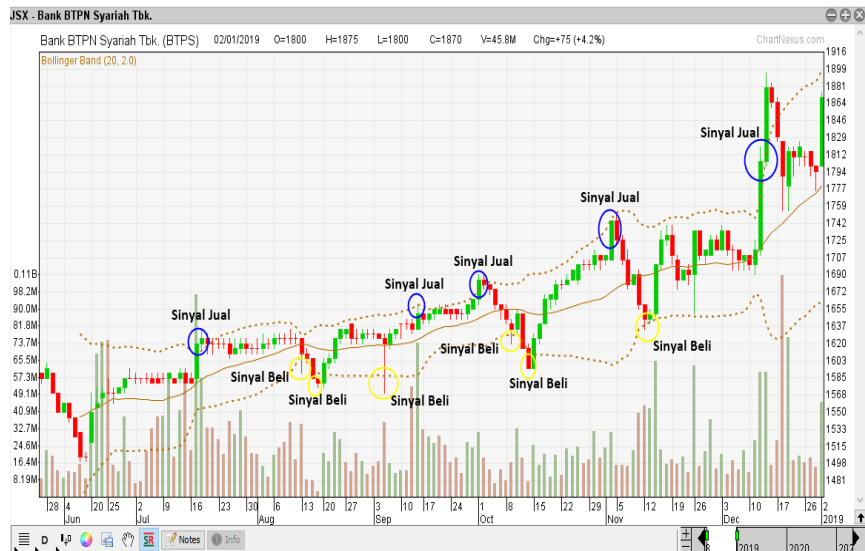 JSX - Bank BTPN Syariah Tbk.
Bank BTPN Syariah Tbk. (BTPS) 02/01/2019 O=1800 H=1875 L=1800 C=1870 V=45.8M Chg=+75 (+4.2%) ChartNexus.com
Bollinger Band (20, 2.0)
1916
1899
1881
1864
1846
1829
1812
1794
1777
1759
1742
1725
1707
1690
1672
1655
1637
1620
1603
1585
1568
1550
1533
1515
1498
1481
0.11B
98.2M
90.0M
81.8M
73.7M
65.5M
57.3M
49.1M
40.9M
32.7M
24.6M
16.4M
8.19M
Sinyal Jual
Sinyal Jual
Sinyal Jual
Sinyal Jual
Sinyal Jual
Sinyal Beli
Sinyal Beli
Sinyal Beli
Sinyal Beli
Sinyal Beli
Sinyal Beli
28 4 20 25 2 9 16 23 30 6 13 20 27 3 10 17 24 1 8 15 22 29 5 12 19 26 3 10 17 26 2
Jun Jul Aug Sep Oct Nov Dec 2019
D SR Notes Info
8 2019 2020 202